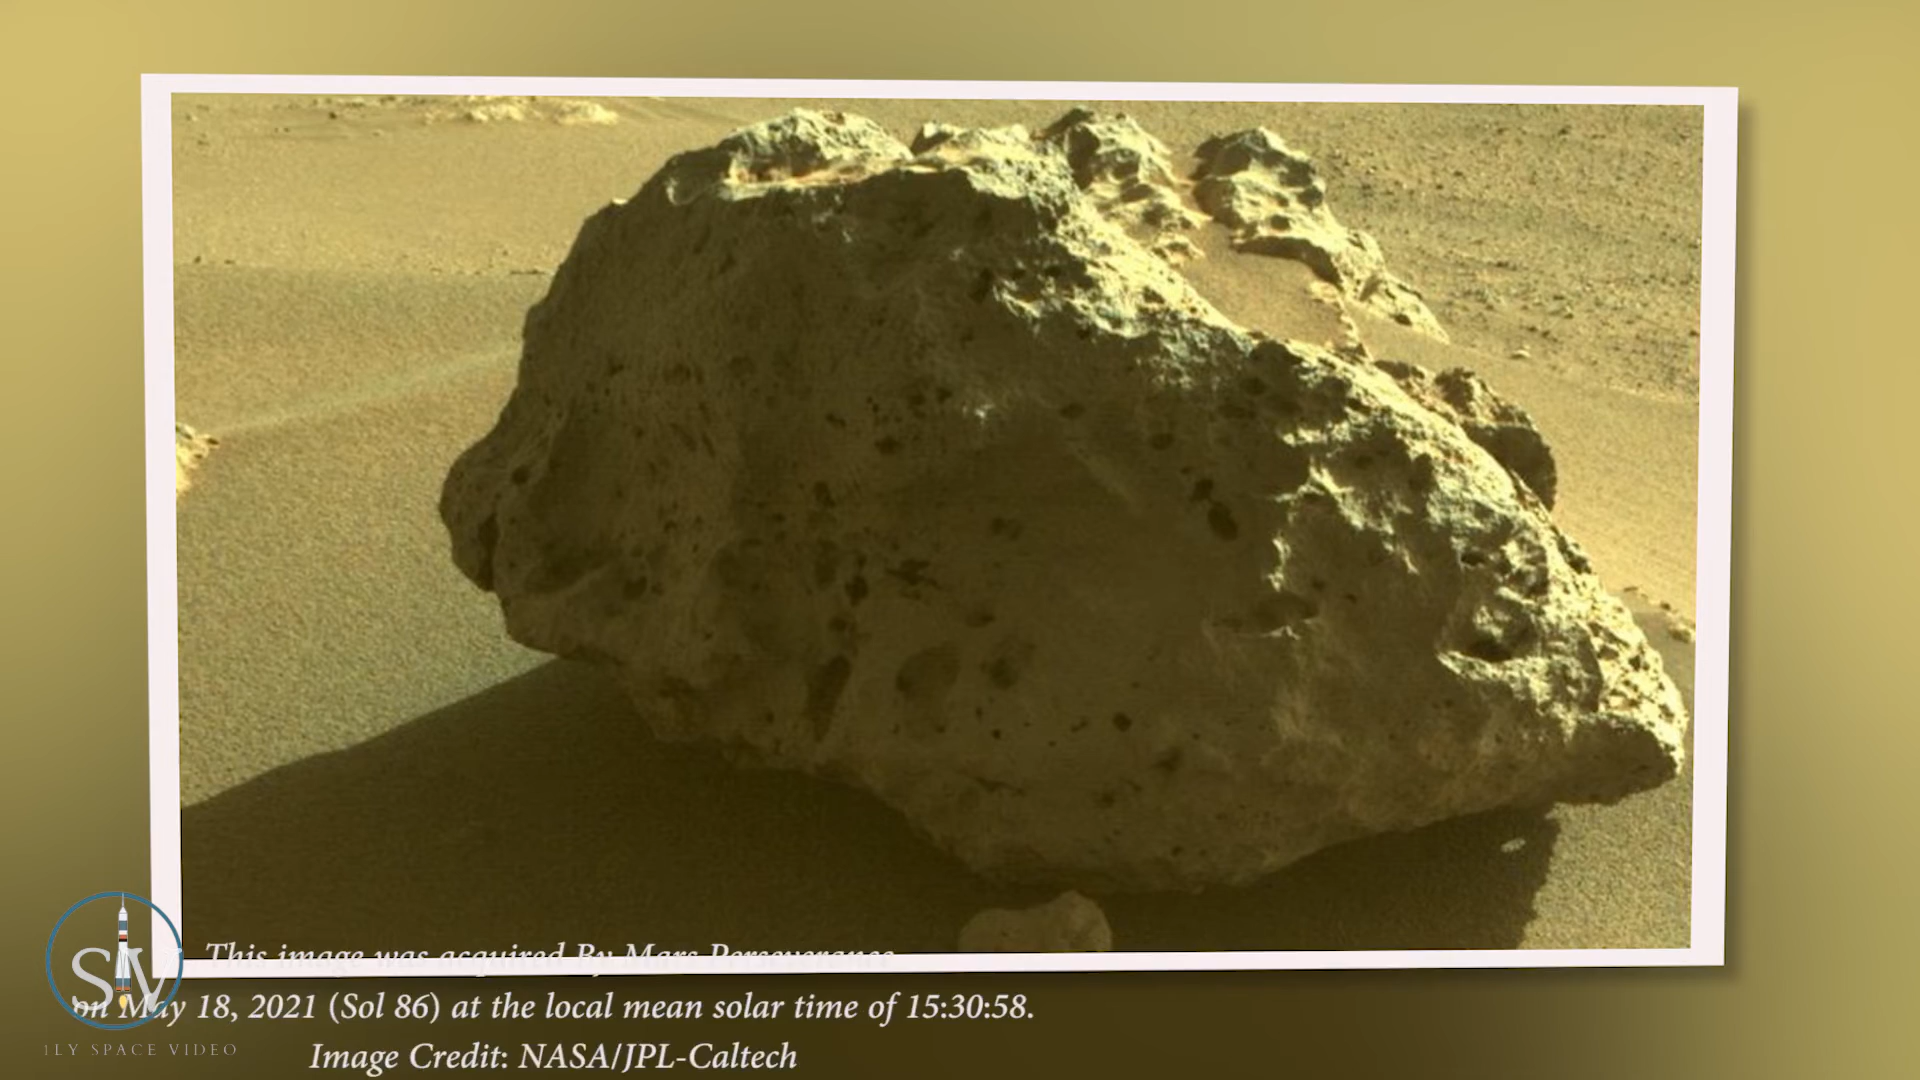 This image was acquired By Mars Perseverance
on May 18, 2021 (Sol 86) at the local mean solar time of 15:30:58.
Image Credit: NASA/JPL-Caltech
SV
ILY SPACE VIDEO